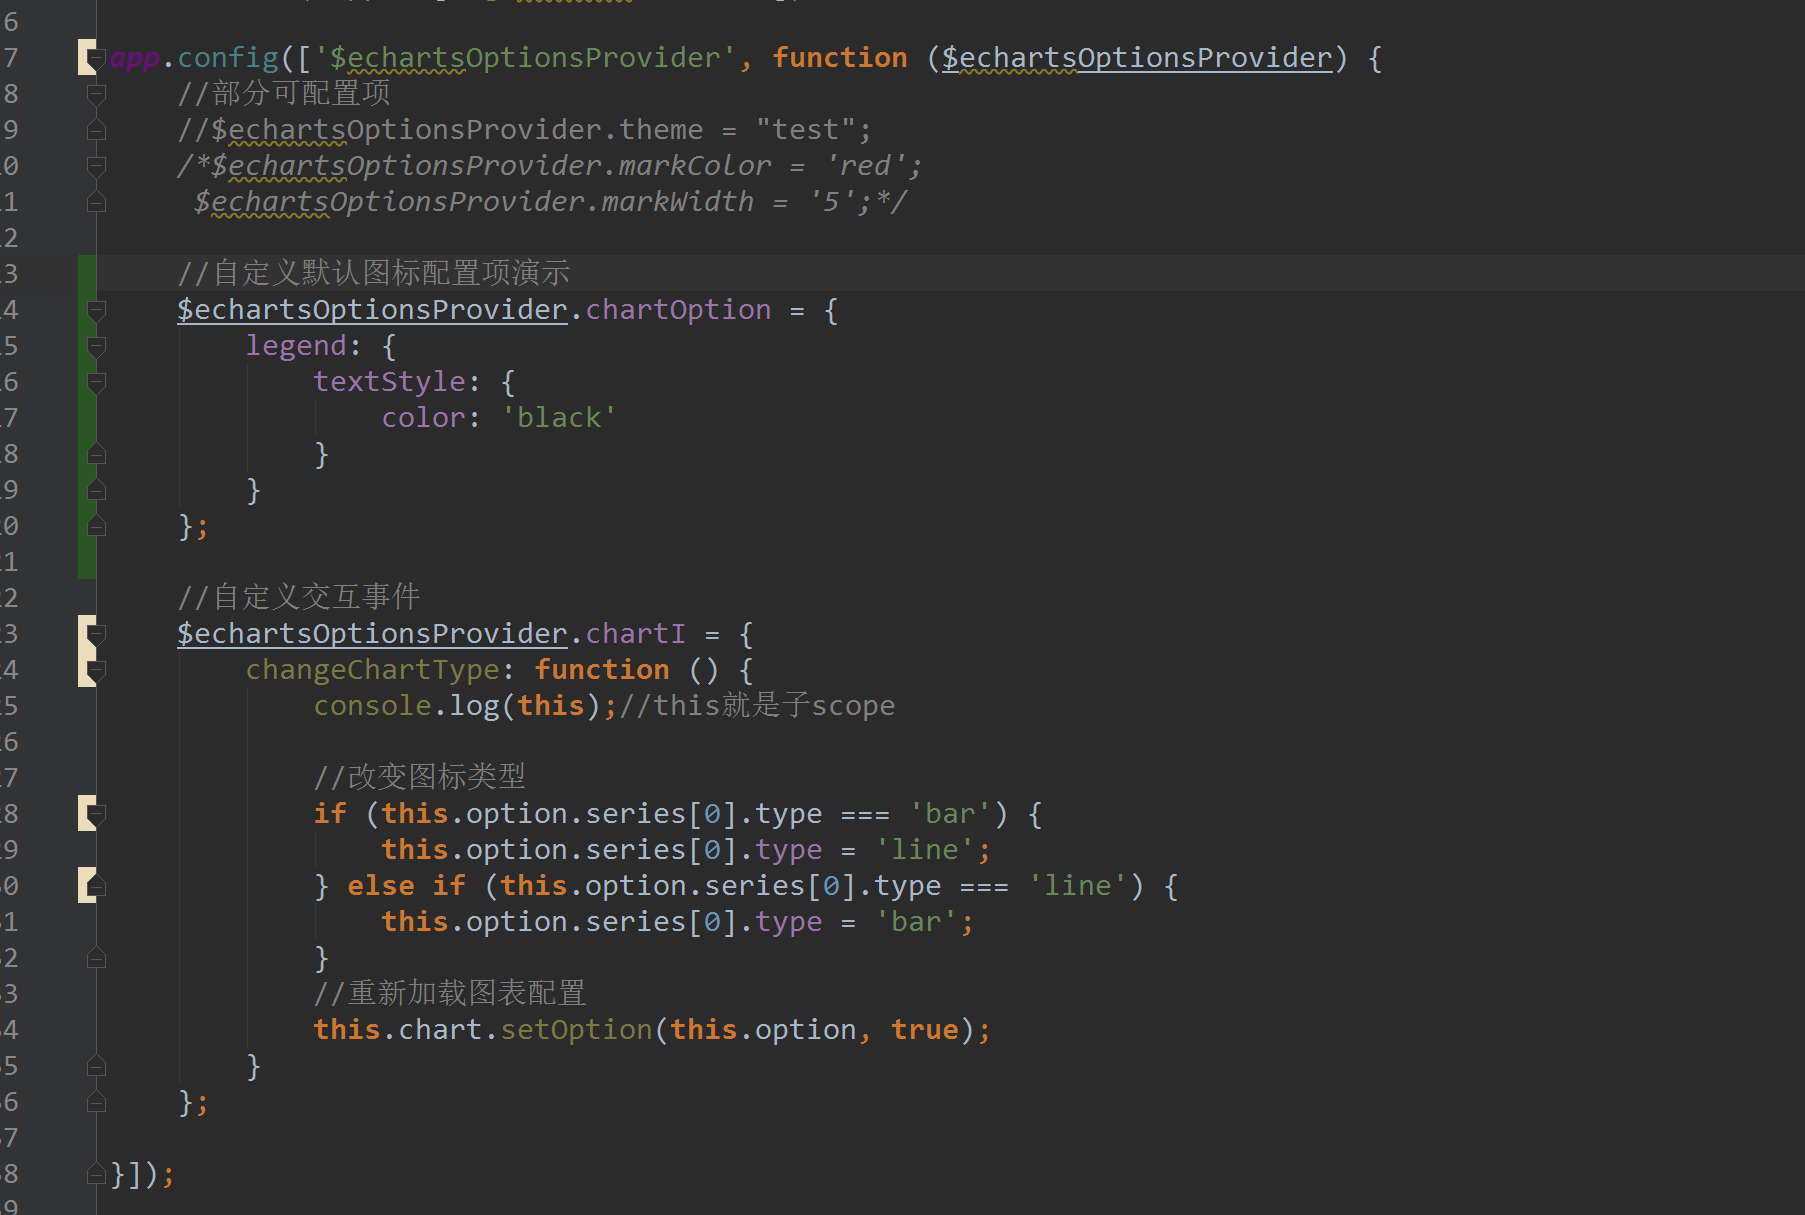 6
7 app.config(['$echartsOptionsProvider', function ($echartsOptionsProvider) {
8 //部分可配置项
9 //$echartsOptionsProvider.theme = "test";
0 /*$echartsOptionsProvider.markColor = 'red';
1 $echartsOptionsProvider.markWidth = '5';*/
2
3 //自定义默认图标配置项演示
4 $echartsOptionsProvider.chartOption = {
5 legend: {
6 textStyle: {
7 color: 'black'
8 }
9 }
0 };
1
2 //自定义交互事件
3 $echartsOptionsProvider.chartI = {
4 changeChartType: function () {
5 console.log(this);//this就是子scope
6
7 //改变图标类型
8 if (this.option.series[0].type === 'bar') {
9 this.option.series[0].type = 'line';
0 } else if (this.option.series[0].type === 'line') {
1 this.option.series[0].type = 'bar';
2 }
3 //重新加载图表配置
4 this.chart.setOption(this.option, true);
5 }
6 };
7
8 }]);
9